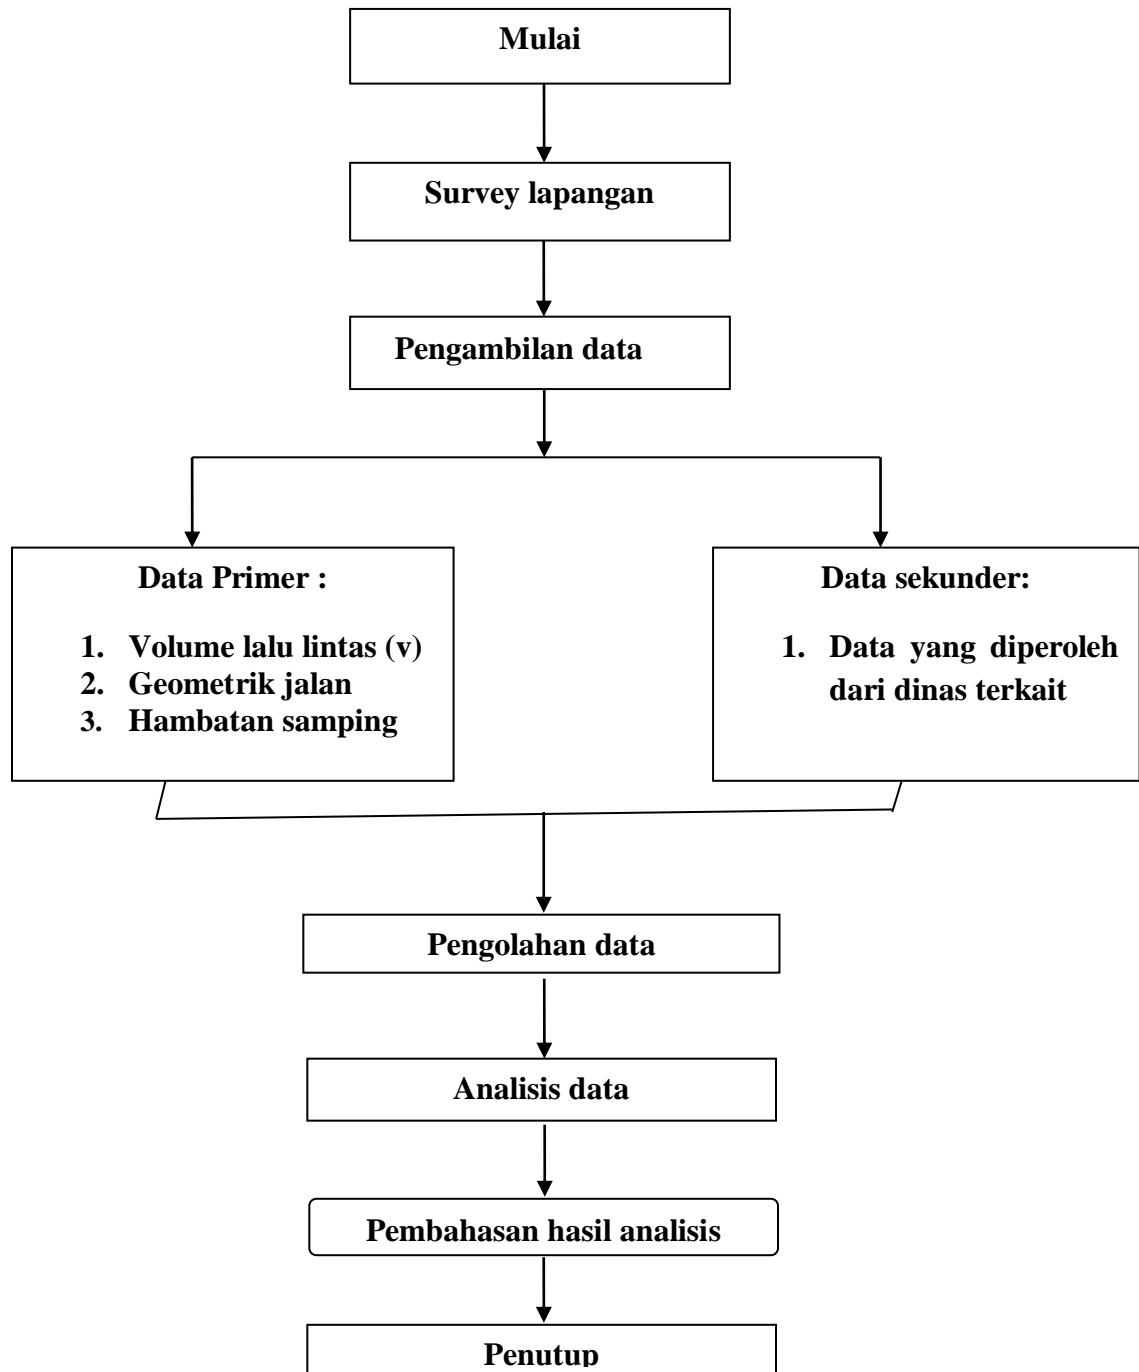 Mulai
Survey lapangan
Pengambilan data
Data Primer :
1. Volume lalu lintas (v)
2. Geometrik jalan
3. Hambatan samping
Data sekunder:
1. Data yang diperoleh
dari dinas terkait
Pengolahan data
Analisis data
Pembahasan hasil analisis
Penutup